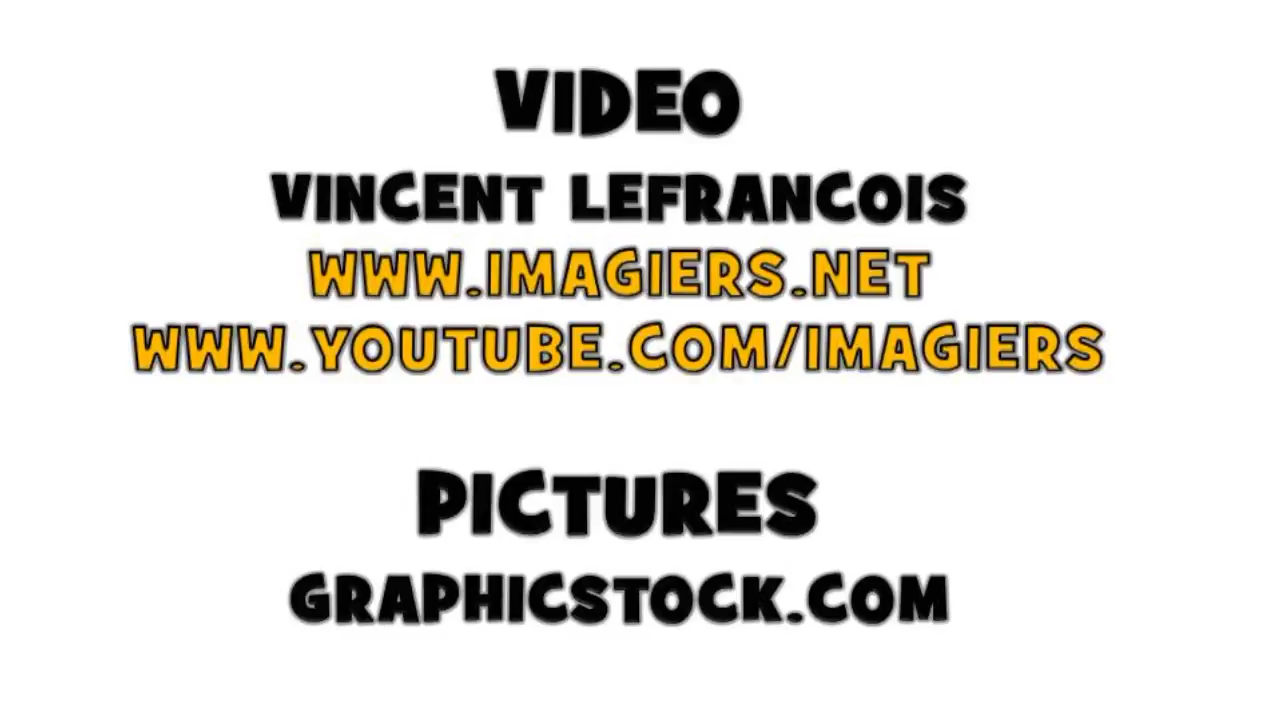 VIDEO
VINCENT LEFRANCOIS
WWW.IMAGIERS.NET
WWW.YOUTUBE.COM/IMAGIERS
PICTURES
GRAPHICSTOCK.COM